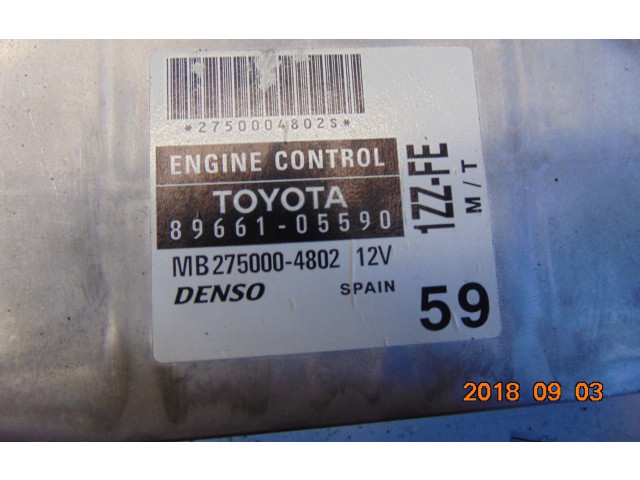 *2750004802S*
ENGINE CONTROL
TOYOTA
89661-05590
1ZZ-FE
M/T
MB275000-4802 12V
DENSO SPAIN 59
2018 09 03